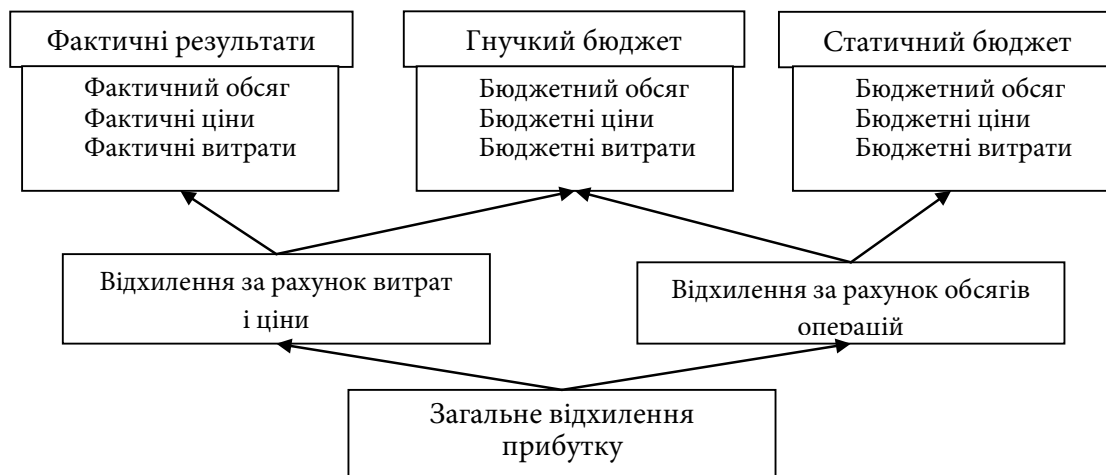 Фактичні результати
Фактичний обсяг
Фактичні ціни
Фактичні витрати
Гнучкий бюджет
Бюджетний обсяг
Бюджетні ціни
Бюджетні витрати
Статичний бюджет
Бюджетний обсяг
Бюджетні ціни
Бюджетні витрати
Відхилення за рахунок витрат
і ціни
Відхилення за рахунок обсягів
операцій
Загальне відхилення
прибутку